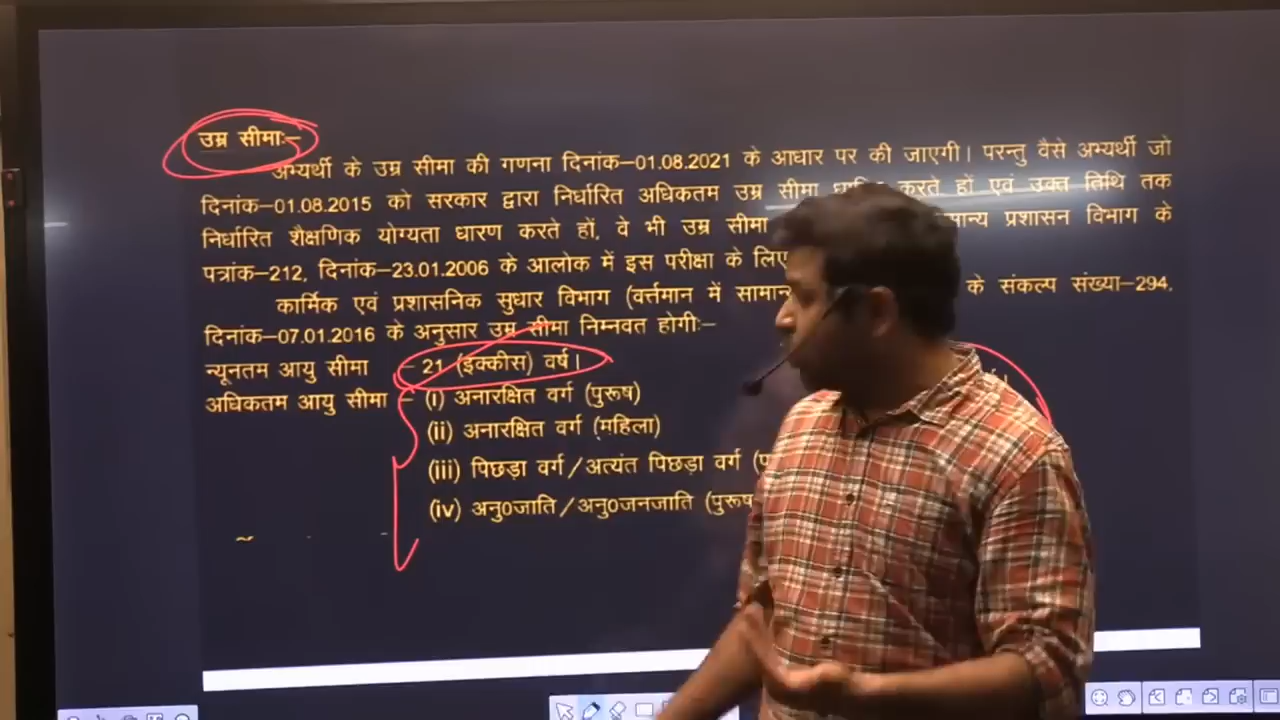 उम्र सीमाः–
अभ्यर्थी के उम्र सीमा की गणना दिनांक–01.08.2021 के आधार पर की जाएगी। परन्तु वैसे अभ्यर्थी जो
दिनांक–01.08.2015 को सरकार द्वारा निर्धारित अधिकतम उम्र सीमा करते हों एवं उक्त तिथि तक
निर्धारित शैक्षणिक योग्यता धारण करते हों, वे भी उम्र सीमा प्रशासन विभाग के
पत्रांक–212, दिनांक–23.01.2006 के आलोक में इस परीक्षा के लिए
कार्मिक एवं प्रशासनिक सुधार विभाग (वर्त्तमान में के संकल्प संख्या–294,
दिनांक–07.01.2016 के अनुसार उम्र सीमा निम्नवत होगीः–
न्यूनतम आयु सीमा – 21 (इक्कीस) वर्ष।
अधिकतम आयु सीमा – (i) अनारक्षित वर्ग (पुरूष)
(ii) अनारक्षित वर्ग (महिला)
(iii) पिछड़ा वर्ग/अत्यंत पिछड़ा वर्ग
(iv) अनु0जाति/अनु0जनजाति (पुरूष